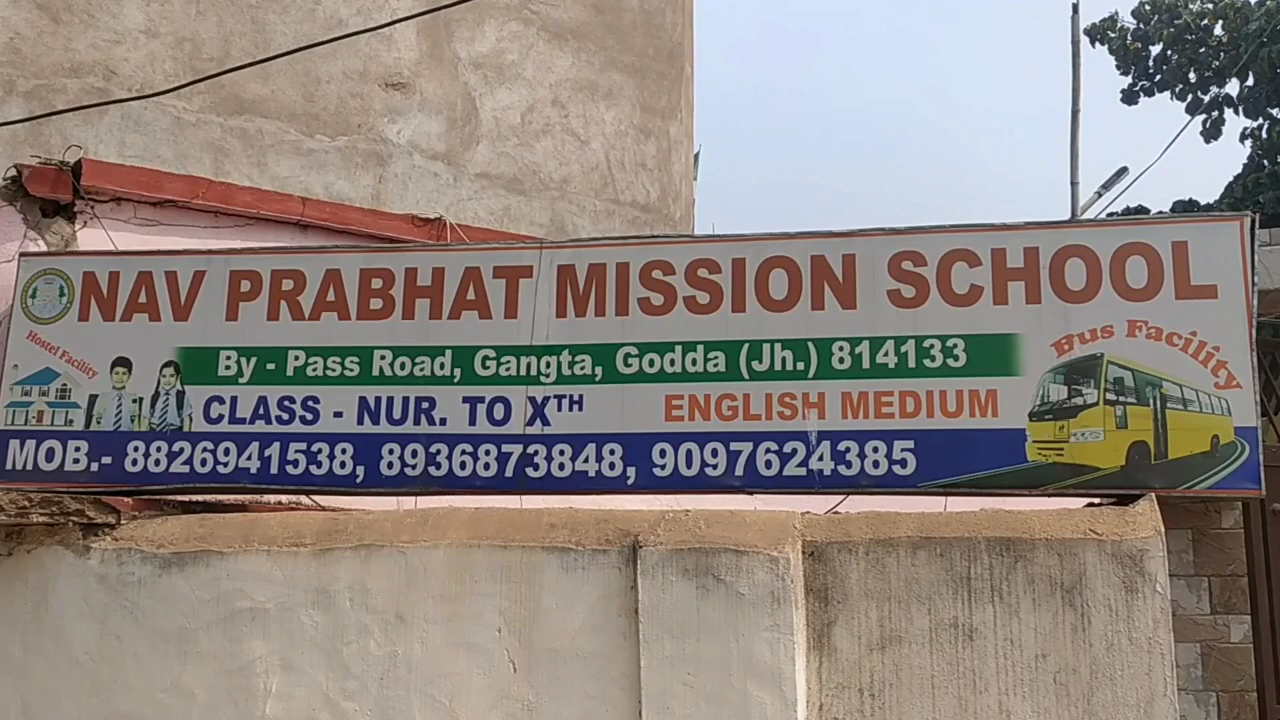 NAV PRABHAT MISSION SCHOOL
Hostel Facility
By - Pass Road, Gangta, Godda (Jh.) 814133
Bus Facility
CLASS - NUR. TO XTH
ENGLISH MEDIUM
MOB.- 8826941538, 8936873848, 9097624385